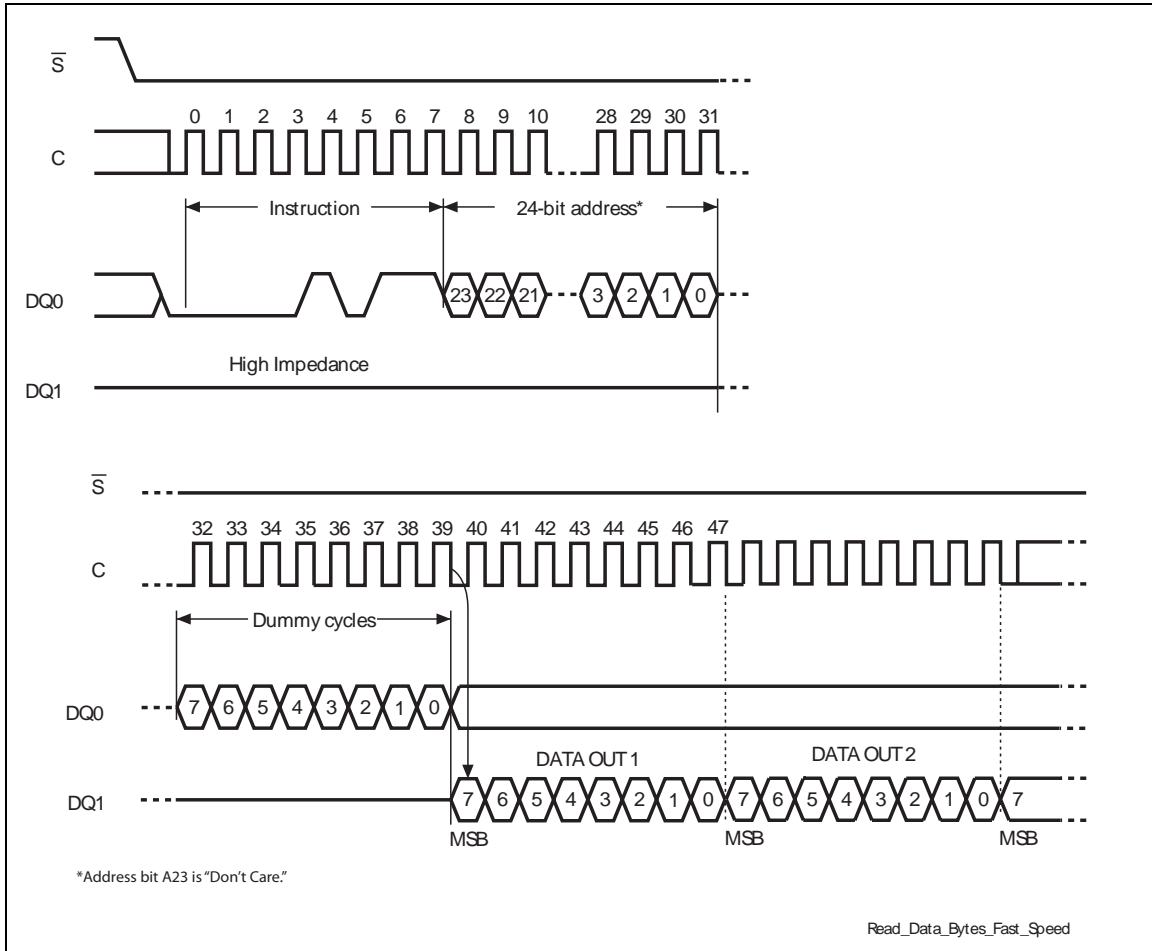 S
0 1 2 3 4 5 6 7 8 9 10 28 29 30 31
C
Instruction 24-bit address*
DQ0 23 22 21 3 2 1 0
High Impedance
DQ1
S
32 33 34 35 36 37 38 39 40 41 42 43 44 45 46 47
C
Dummy cycles
DQ0 7 6 5 4 3 2 1 0
DATA OUT 1 DATA OUT 2
DQ1 7 6 5 4 3 2 1 0 7 6 5 4 3 2 1 0 7
MSB MSB MSB
*Address bit A23 is “Don’t Care.”
Read_Data_Bytes_Fast_Speed